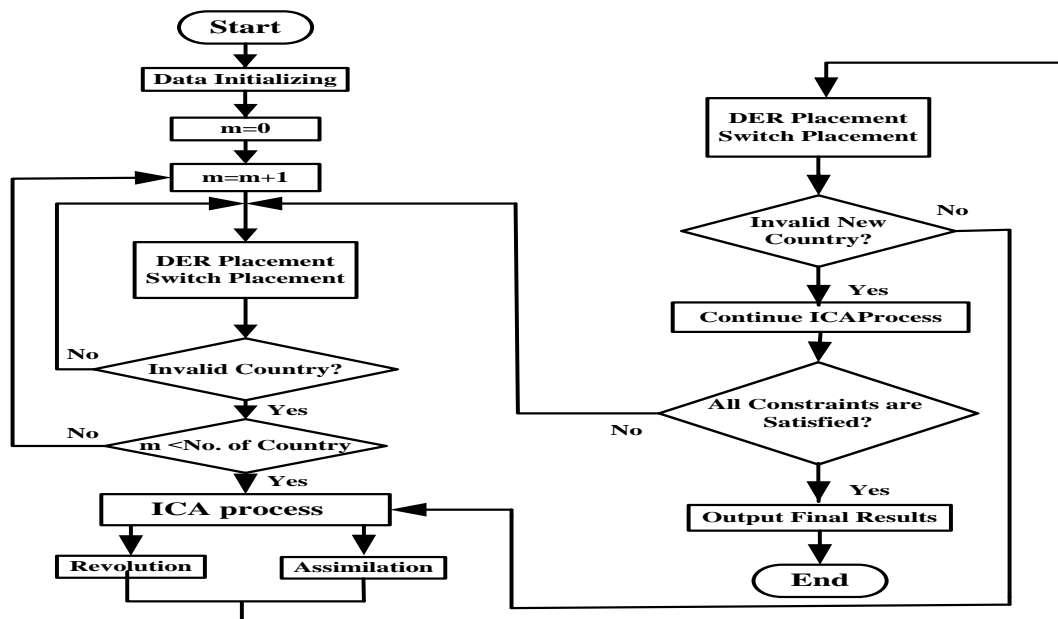 Start
Data Initializing
m=0
m=m+1
DER Placement
Switch Placement
No
Invalid Country?
Yes
No
m <No. of Country
Yes
ICA process
Revolution
Assimilation
DER Placement
Switch Placement
No
Invalid New
Country?
Yes
Continue ICAProcess
All Constraints are
Satisfied?
No
Yes
Output Final Results
End